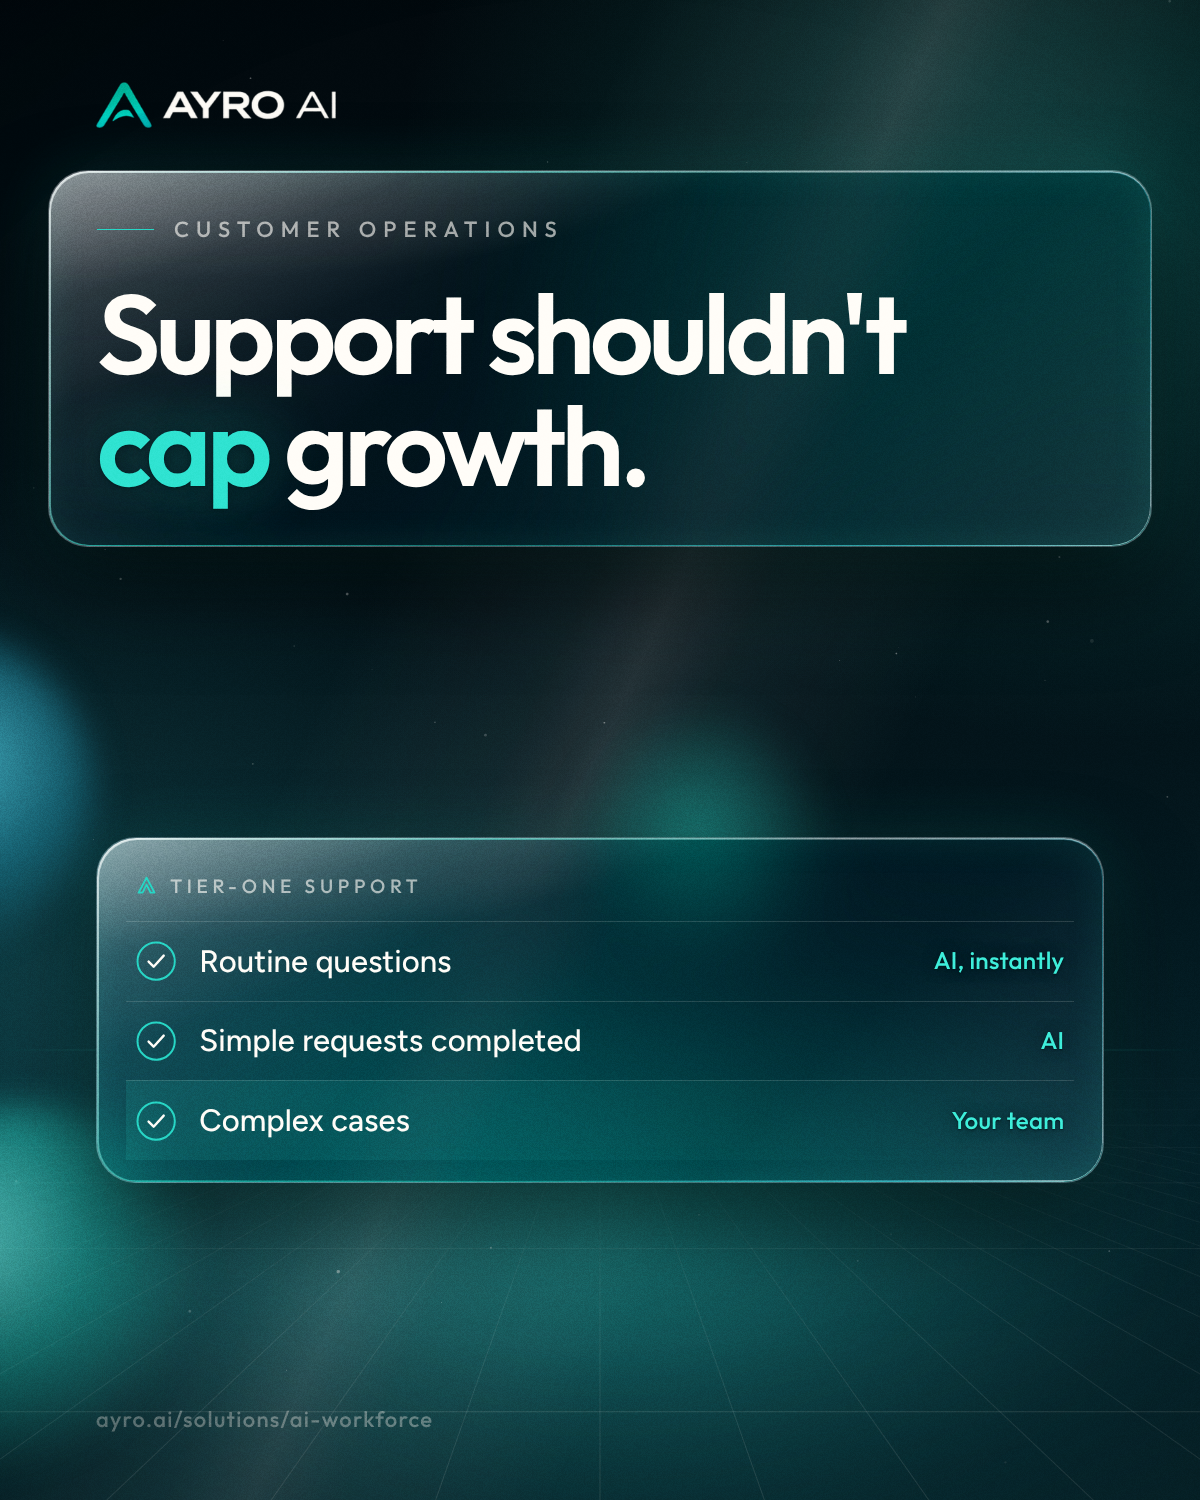 AYRO AI
CUSTOMER OPERATIONS
Support shouldn't
cap growth.
TIER-ONE SUPPORT
Routine questions AI, instantly
Simple requests completed AI
Complex cases Your team
ayro.ai/solutions/ai-workforce